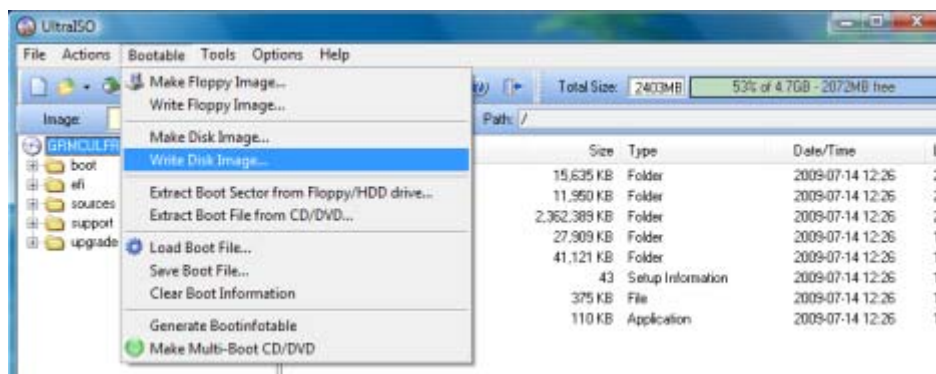 UltraISO
File Actions Bootable Tools Options Help
Make Floppy Image...
Write Floppy Image...
Make Disk Image...
Write Disk Image...
Extract Boot Sector from Floppy/HDD drive...
Extract Boot File from CD/DVD...
Load Boot File...
Save Boot File...
Clear Boot Information
Generate Bootinfotable
Make Multi-Boot CD/DVD
Total Size: 2403MB 53% of 4.7GB - 2072MB free
Image: Path: /
GRMCULFR
boot
efi
sources
support
upgrade
Size Type Date/Time
15,635 KB Folder 2009-07-14 12:26
11,950 KB Folder 2009-07-14 12:26
2,362,389 KB Folder 2009-07-14 12:26
27,909 KB Folder 2009-07-14 12:26
41,121 KB Folder 2009-07-14 12:26
43 Setup Information 2009-07-14 12:26
375 KB File 2009-07-14 12:26
110 KB Application 2009-07-14 12:26